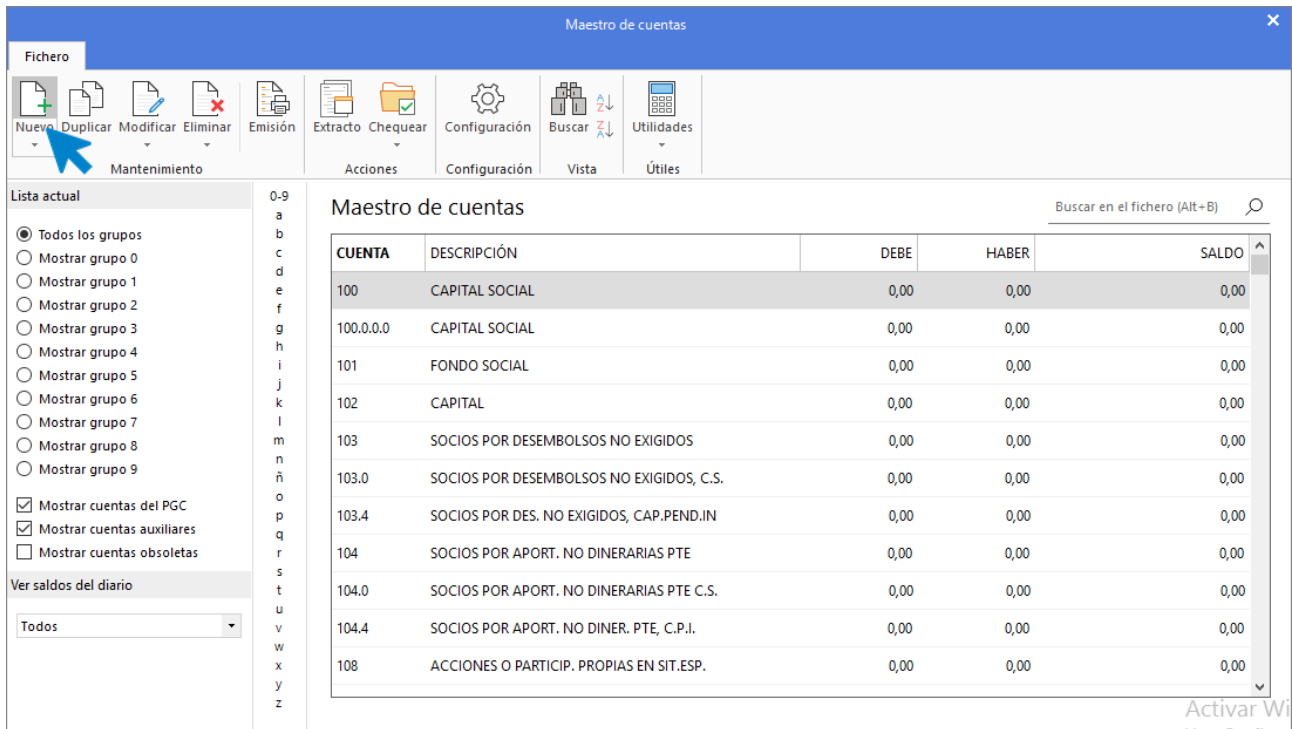 Maestro de cuentas
Fichero
Nuevo Duplicar Modificar Eliminar Emisión Extracto Chequear Configuración Buscar Utilidades
Mantenimiento Acciones Configuración Vista Útiles
Lista actual
Todos los grupos
Mostrar grupo 0
Mostrar grupo 1
Mostrar grupo 2
Mostrar grupo 3
Mostrar grupo 4
Mostrar grupo 5
Mostrar grupo 6
Mostrar grupo 7
Mostrar grupo 8
Mostrar grupo 9
Mostrar cuentas del PGC
Mostrar cuentas auxiliares
Mostrar cuentas obsoletas
Ver saldos del diario
Todos
0-9
a
b
c
d
e
f
g
h
i
j
k
l
m
n
ñ
o
p
q
r
s
t
u
v
w
x
y
z
Maestro de cuentas
Buscar en el fichero (Alt+B)
CUENTA DESCRIPCIÓN DEBE HABER SALDO
100 CAPITAL SOCIAL 0,00 0,00 0,00
100.0.0.0 CAPITAL SOCIAL 0,00 0,00 0,00
101 FONDO SOCIAL 0,00 0,00 0,00
102 CAPITAL 0,00 0,00 0,00
103 SOCIOS POR DESEMBOLSOS NO EXIGIDOS 0,00 0,00 0,00
103.0 SOCIOS POR DESEMBOLSOS NO EXIGIDOS, C.S. 0,00 0,00 0,00
103.4 SOCIOS POR DES. NO EXIGIDOS, CAP.PEND.IN 0,00 0,00 0,00
104 SOCIOS POR APORT. NO DINERARIAS PTE 0,00 0,00 0,00
104.0 SOCIOS POR APORT. NO DINERARIAS PTE C.S. 0,00 0,00 0,00
104.4 SOCIOS POR APORT. NO DINER. PTE, C.P.I. 0,00 0,00 0,00
108 ACCIONES O PARTICIP. PROPIAS EN SIT.ESP. 0,00 0,00 0,00
Activar Wi